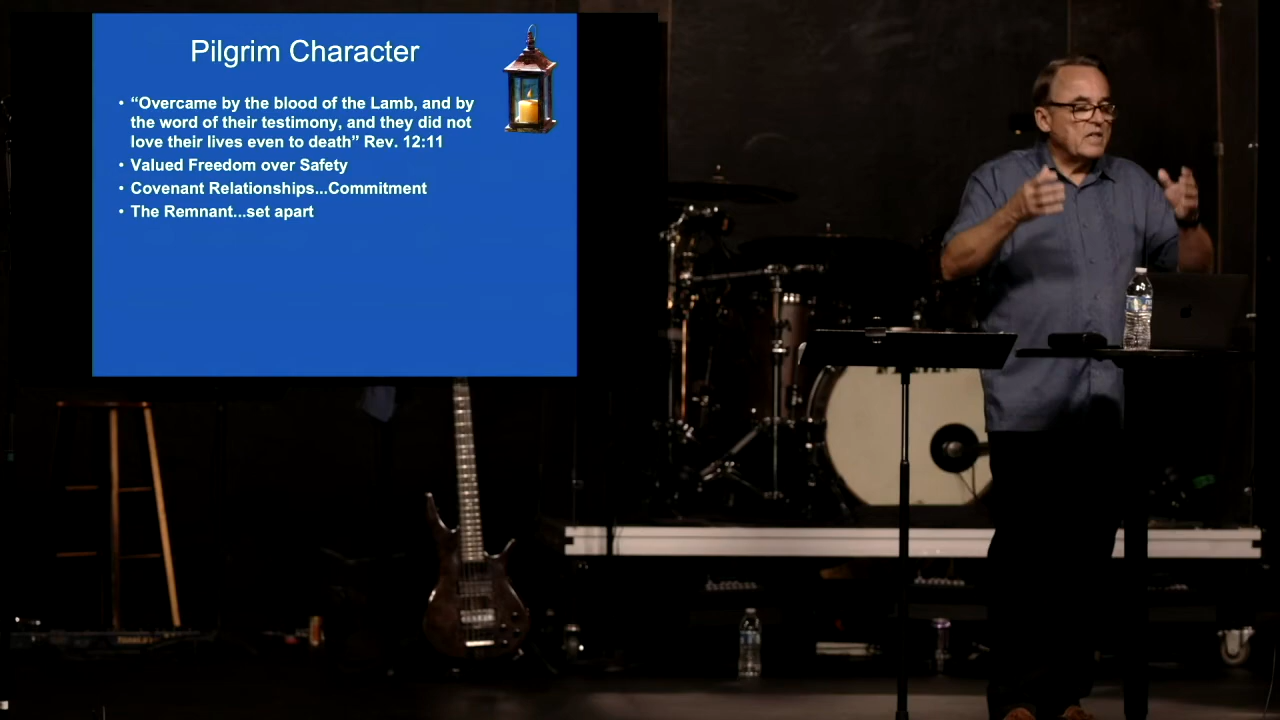 Pilgrim Character
• “Overcame by the blood of the Lamb, and by
the word of their testimony, and they did not
love their lives even to death” Rev. 12:11
• Valued Freedom over Safety
• Covenant Relationships...Commitment
• The Remnant...set apart